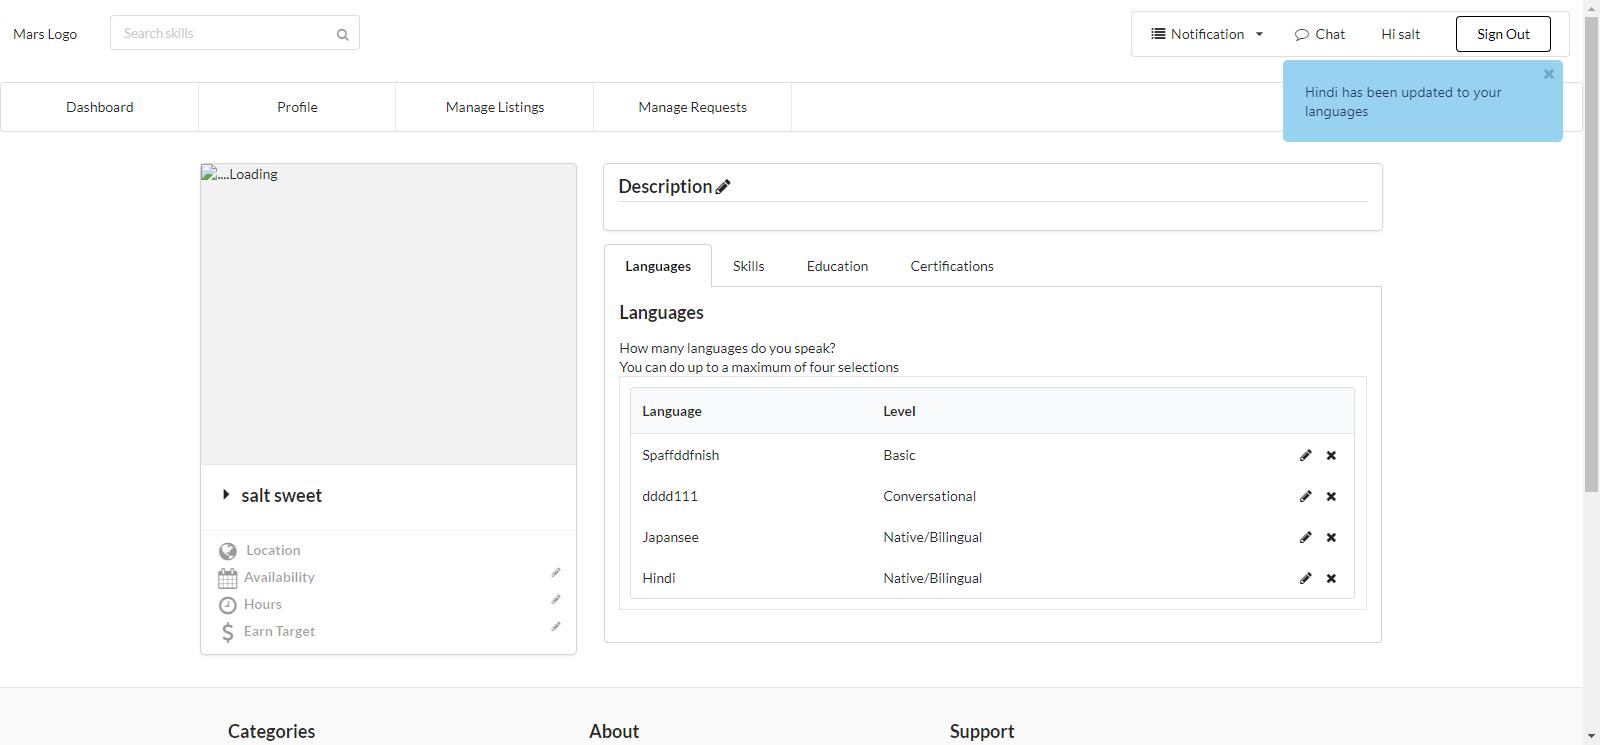 Mars Logo
Search skills
Notification
Chat
Hi salt
Sign Out
Hindi has been updated to your
languages
Dashboard
Profile
Manage Listings
Manage Requests
....Loading
salt sweet
Location
Availability
Hours
Earn Target
Description
Languages
Skills
Education
Certifications
Languages
How many languages do you speak?
You can do up to a maximum of four selections
Language
Level
Spaffddfnish
Basic
dddd111
Conversational
Japansee
Native/Bilingual
Hindi
Native/Bilingual
Categories
About
Support